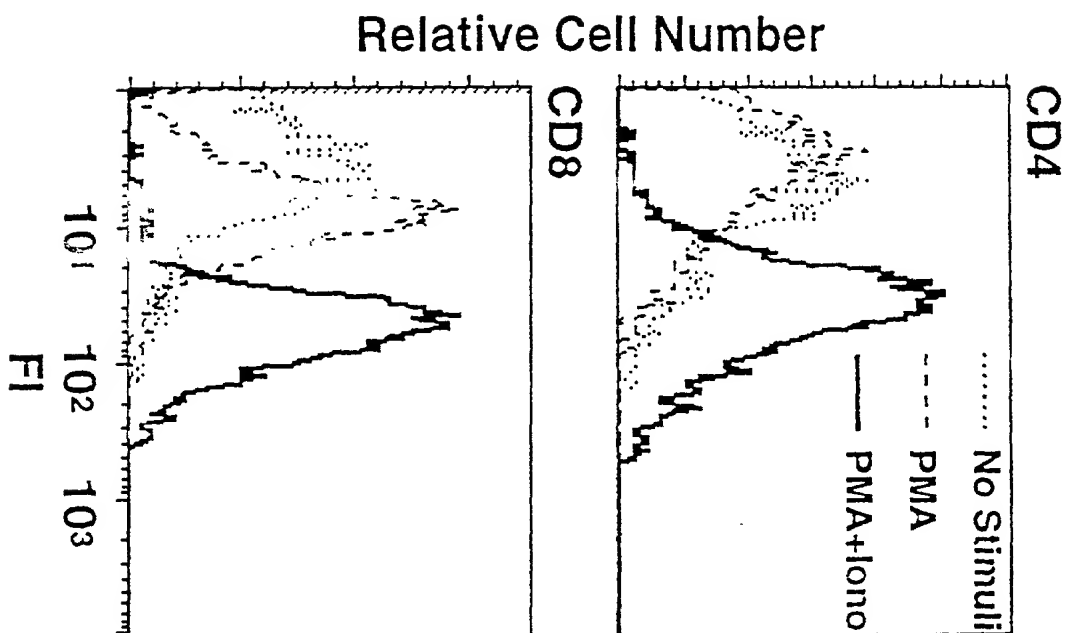 Relative Cell Number
CD4
No Stimuli
PMA
PMA+Iono
CD8
10¹
10²
10³
FI